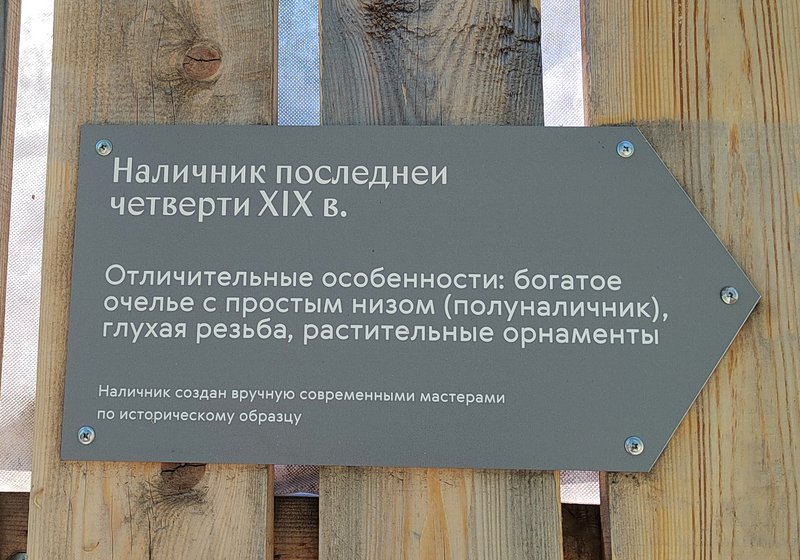 Наличник последнеи
четверти XIX в.
Отличительные особенности: богатое
очелье с простым низом (полуналичник),
глухая резьба, растительные орнаменты
Наличник создан вручную современными мастерами
по историческому образцу